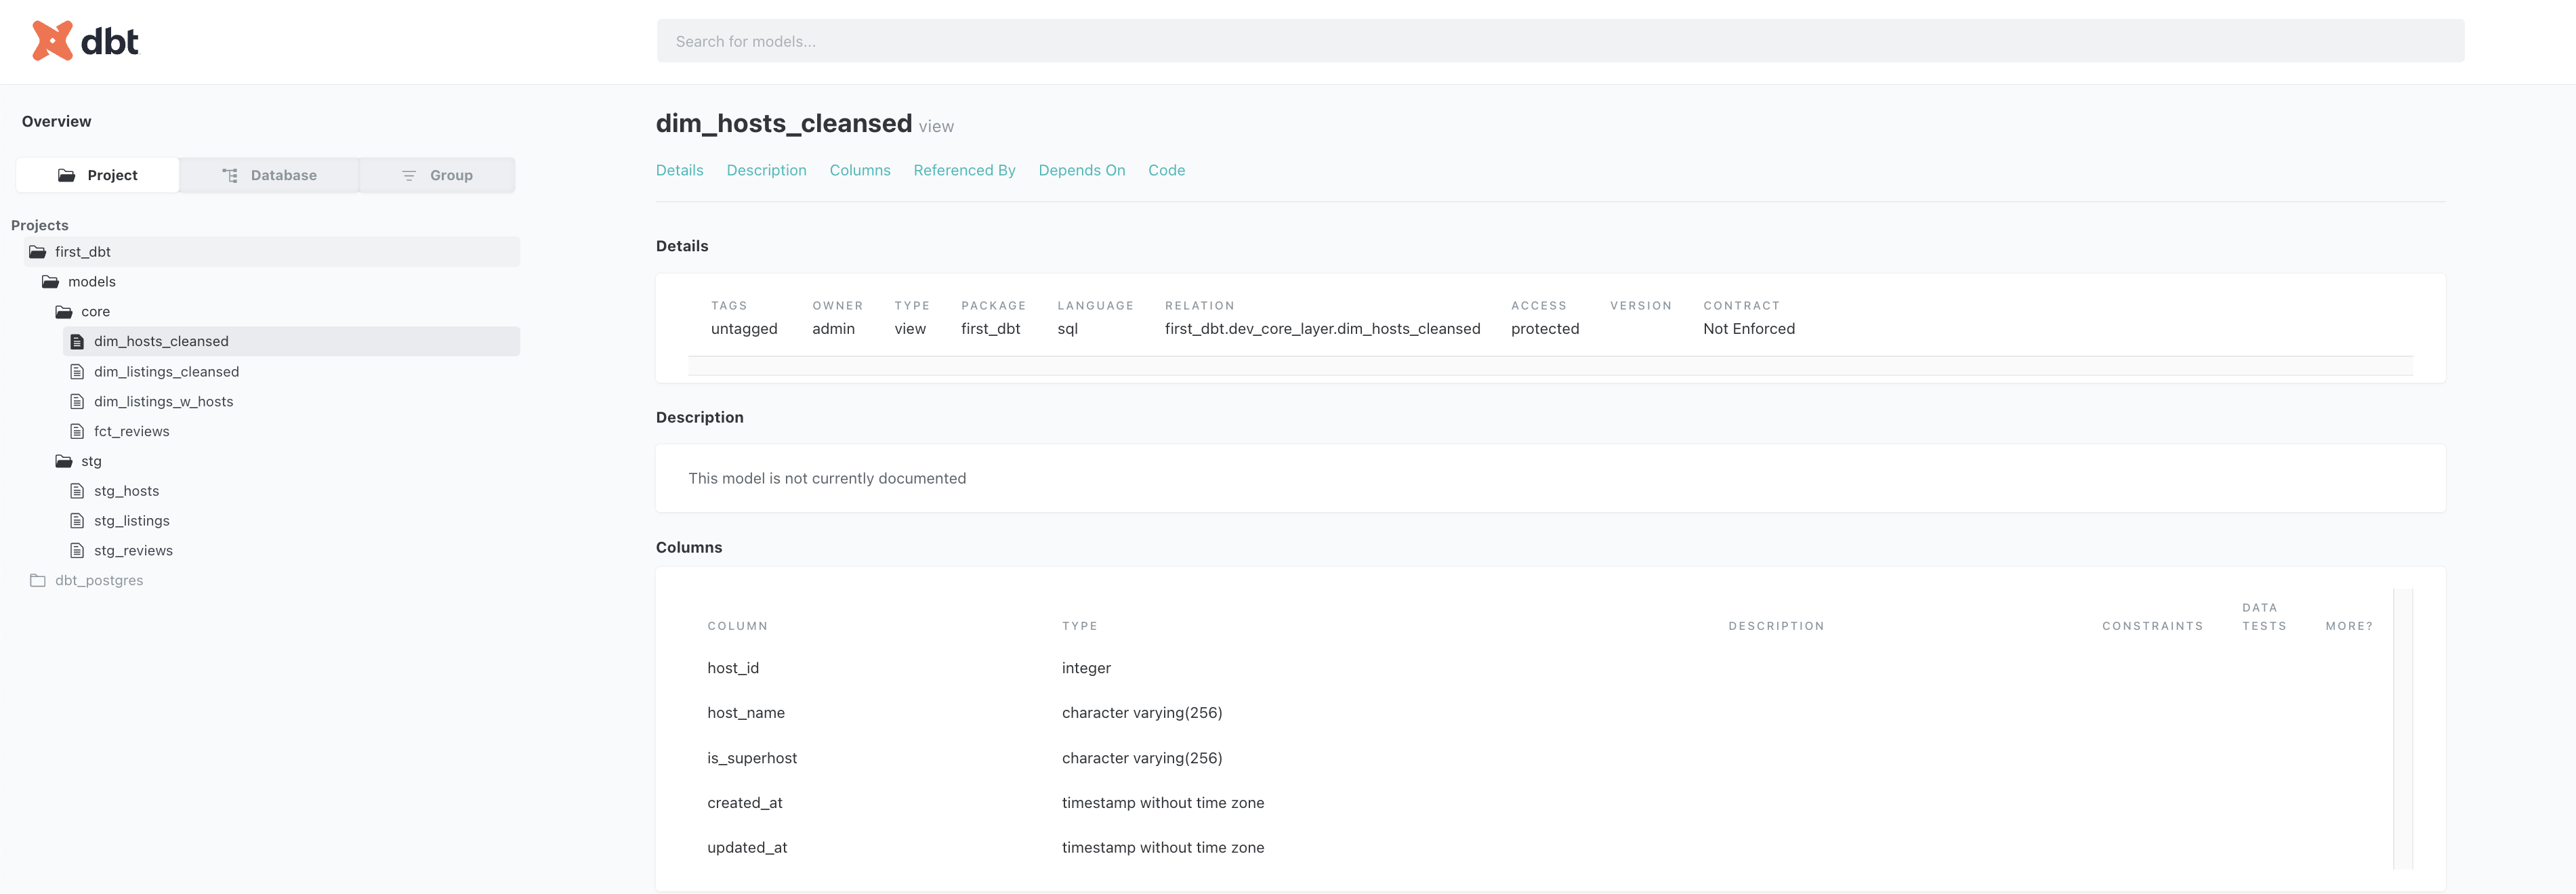 dbt
Search for models...
Overview
Project Database Group
Projects
first_dbt
models
core
dim_hosts_cleansed
dim_listings_cleansed
dim_listings_w_hosts
fct_reviews
stg
stg_hosts
stg_listings
stg_reviews
dbt_postgres
dim_hosts_cleansed view
Details Description Columns Referenced By Depends On Code
Details
TAGS OWNER TYPE PACKAGE LANGUAGE RELATION ACCESS VERSION CONTRACT
untagged admin view first_dbt sql first_dbt.dev_core_layer.dim_hosts_cleansed protected Not Enforced
Description
This model is not currently documented
Columns
COLUMN TYPE DESCRIPTION CONSTRAINTS DATA TESTS MORE?
host_id integer
host_name character varying(256)
is_superhost character varying(256)
created_at timestamp without time zone
updated_at timestamp without time zone